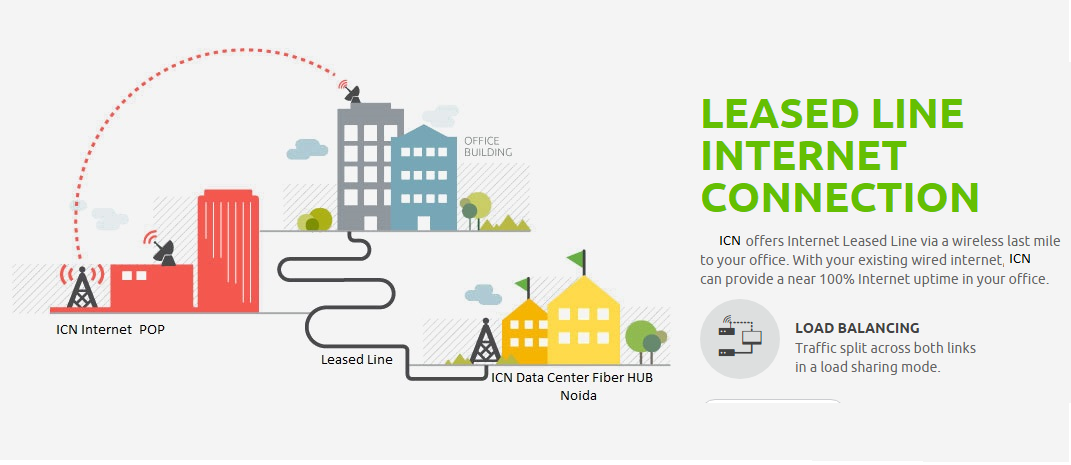 OFFICE
BUILDING
ICN Internet POP
Leased Line
ICN Data Center Fiber HUB
Noida
LEASED LINE
INTERNET
CONNECTION
ICN offers Internet Leased Line via a wireless last mile
to your office. With your existing wired internet, ICN
can provide a near 100% Internet uptime in your office.
LOAD BALANCING
Traffic split across both links
in a load sharing mode.